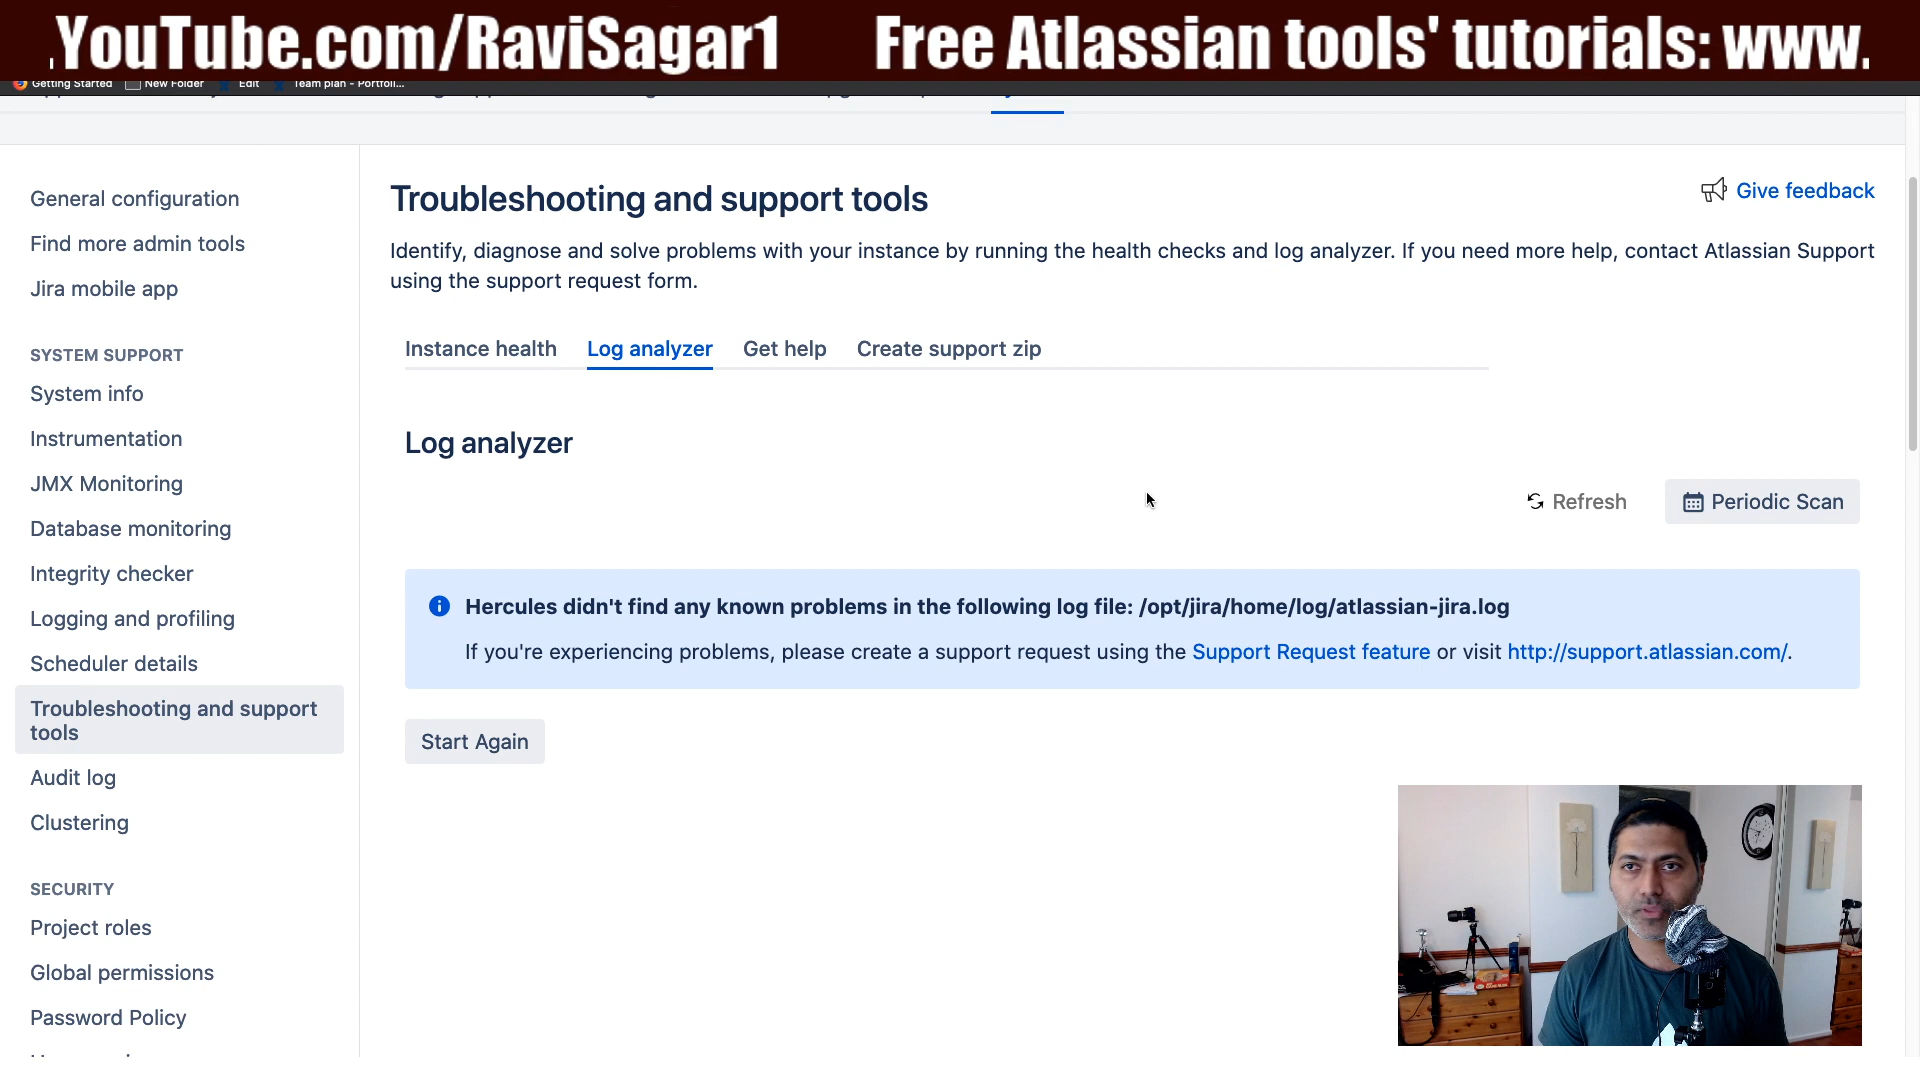 .YouTube.com/RaviSagar1 Free Atlassian tools' tutorials: www.
Getting Started New Folder Edit Team plan - Portfoli...
General configuration
Find more admin tools
Jira mobile app
SYSTEM SUPPORT
System info
Instrumentation
JMX Monitoring
Database monitoring
Integrity checker
Logging and profiling
Scheduler details
Troubleshooting and support
tools
Audit log
Clustering
SECURITY
Project roles
Global permissions
Password Policy
Troubleshooting and support tools
Give feedback
Identify, diagnose and solve problems with your instance by running the health checks and log analyzer. If you need more help, contact Atlassian Support
using the support request form.
Instance health Log analyzer Get help Create support zip
Log analyzer
Refresh Periodic Scan
Hercules didn't find any known problems in the following log file: /opt/jira/home/log/atlassian-jira.log
If you're experiencing problems, please create a support request using the Support Request feature or visit http://support.atlassian.com/.
Start Again